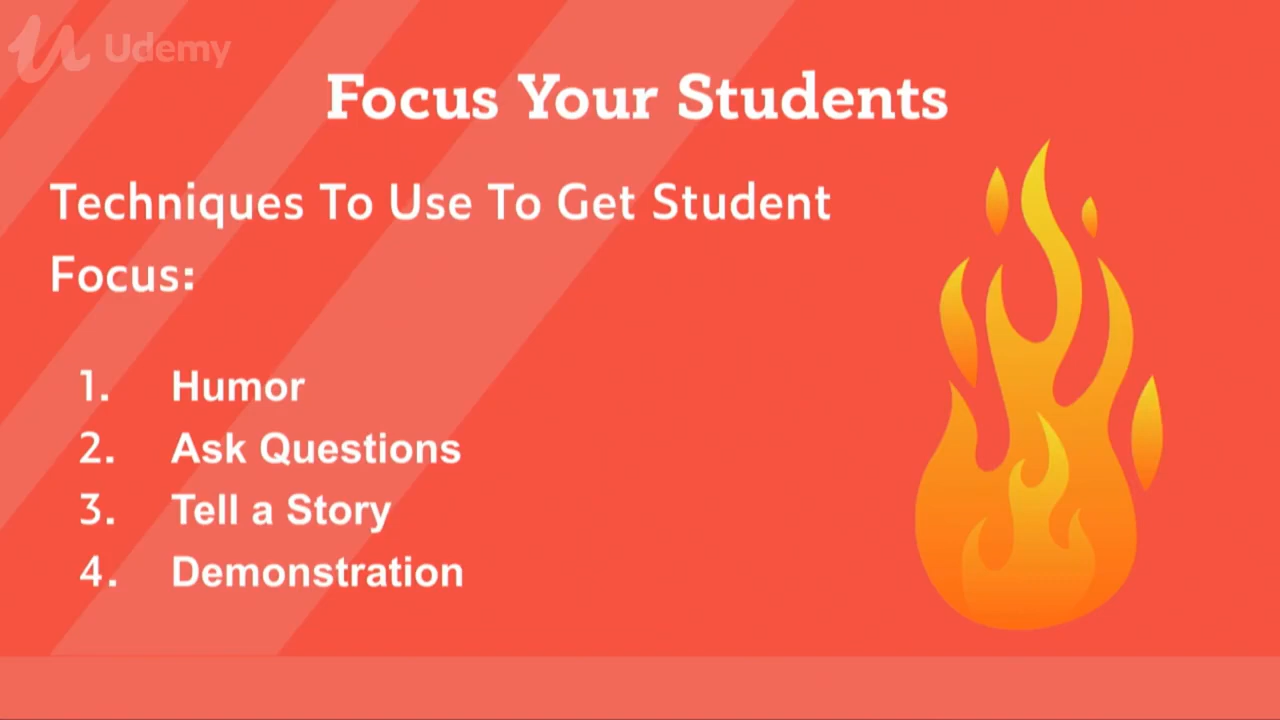 Udemy
Focus Your Students
Techniques To Use To Get Student
Focus:
1. Humor
2. Ask Questions
3. Tell a Story
4. Demonstration